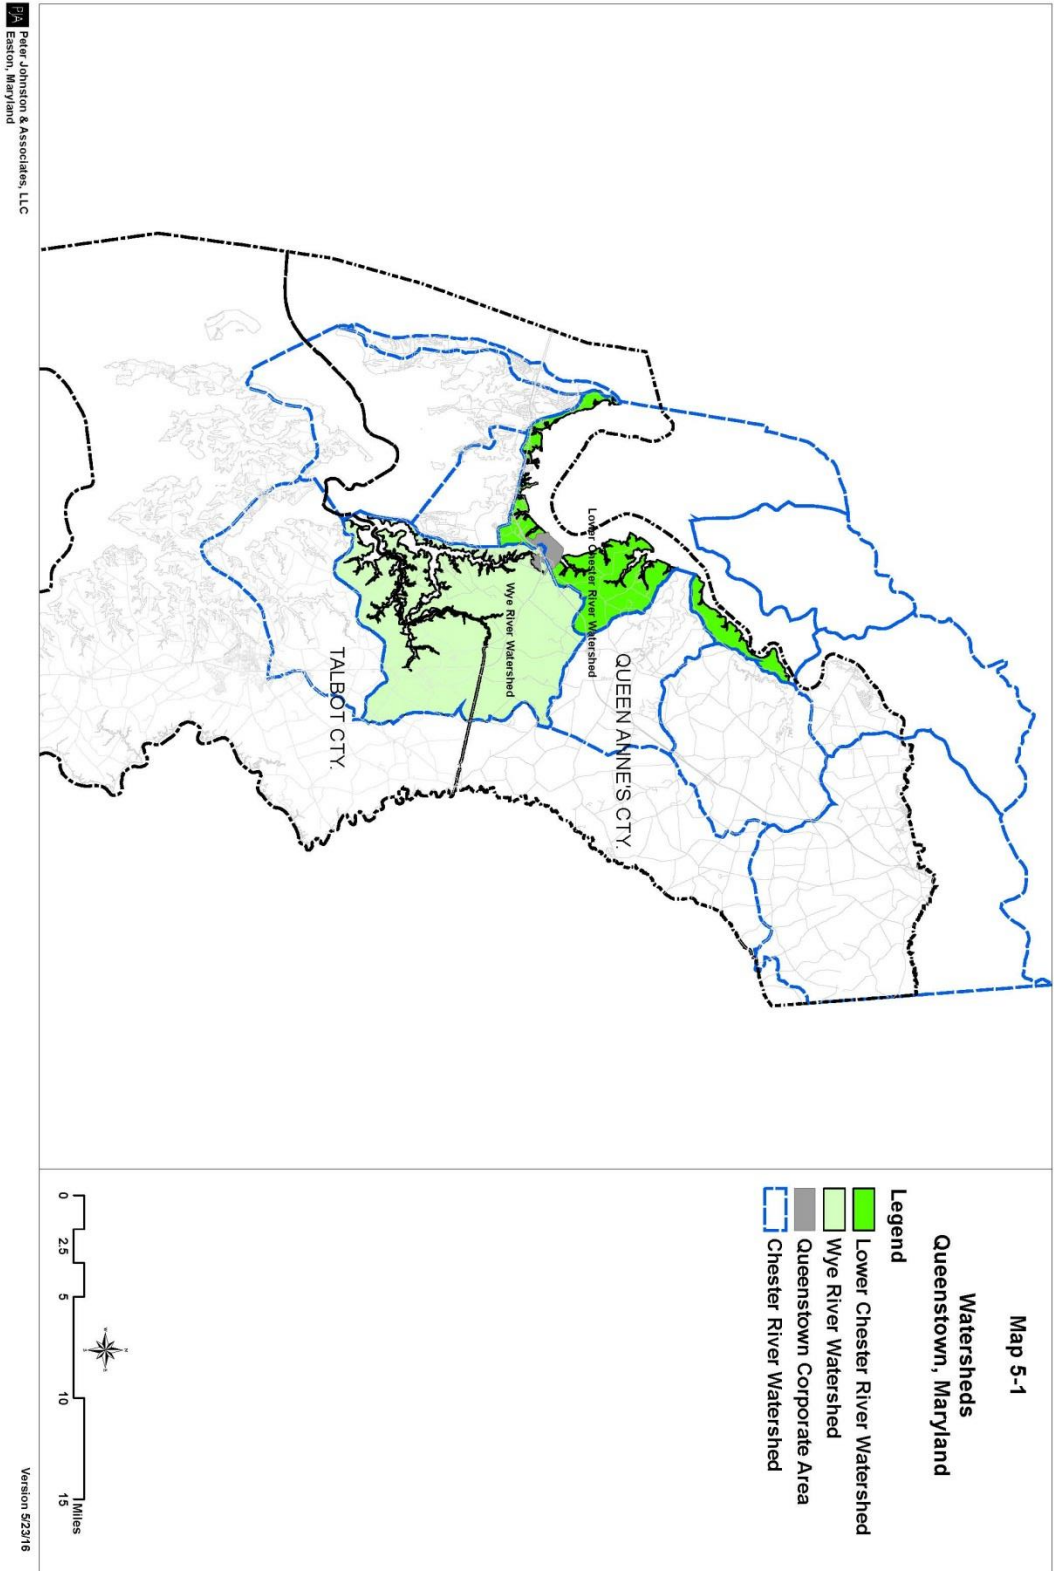 Map 5-1
Watersheds
Queenstown, Maryland
Legend
Lower Chester River Watershed
Wye River Watershed
Queenstown Corporate Area
Chester River Watershed
QUEEN ANNE'S CTY.
Lower Chester River Watershed
Wye River Watershed
TALBOT CTY.
N
W
E
S
0 2.5 5 10 15
Miles
PJA
Peter Johnston & Associates, LLC
Easton, Maryland
Version 5/23/16